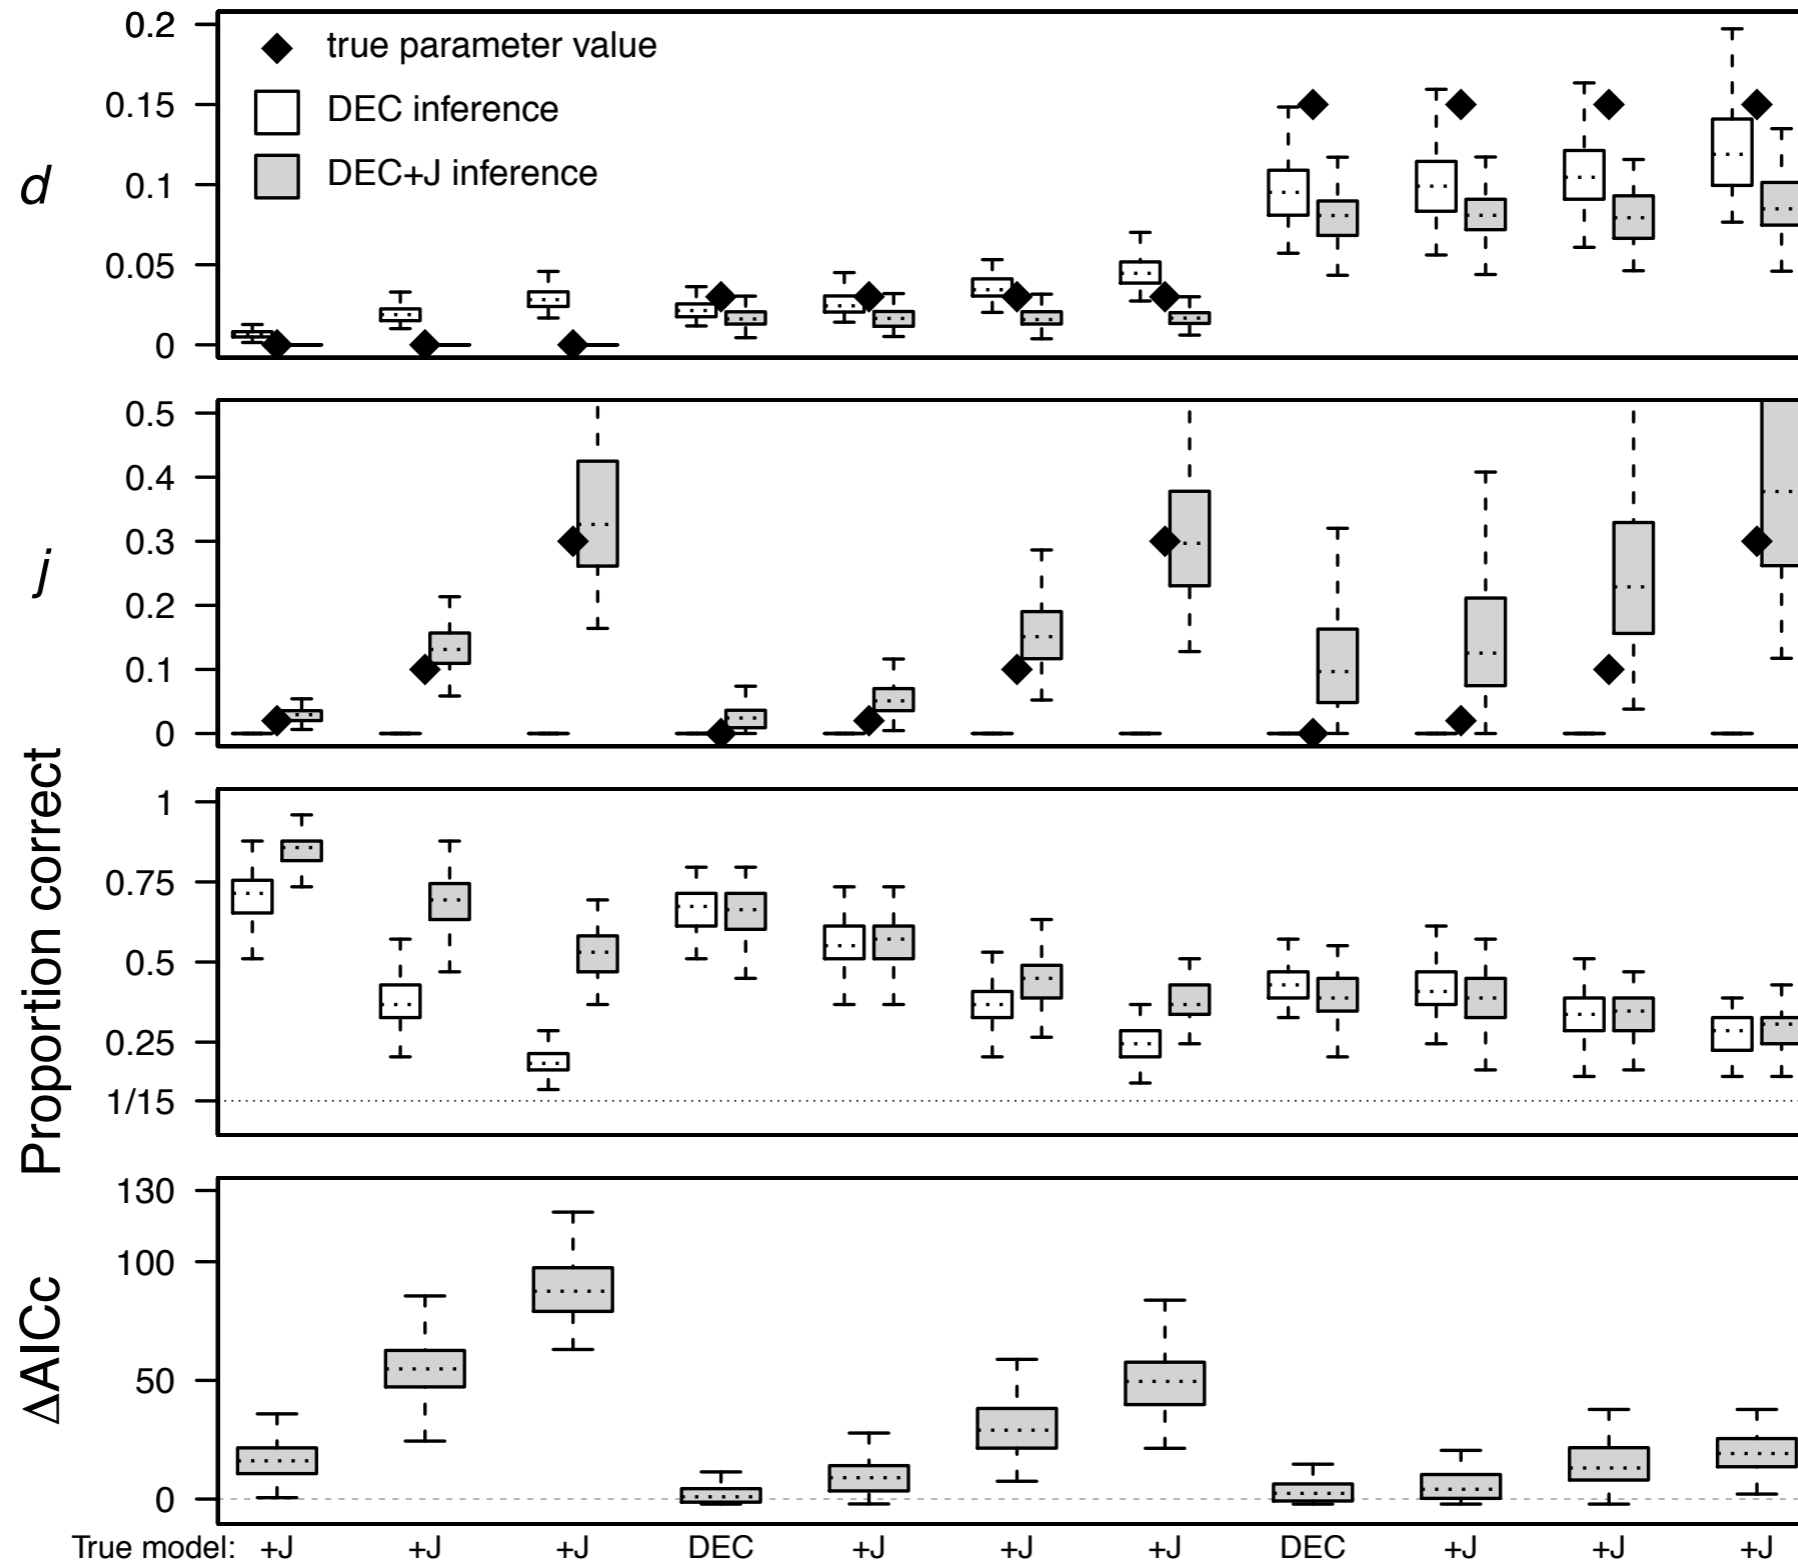 0.2
0.15
0.1
0.05
0
d
true parameter value
DEC inference
DEC+J inference
0.5
0.4
0.3
0.2
0.1
0
j
1
0.75
0.5
0.25
1/15
Proportion correct
130
100
50
0
ΔAICc
True model: +J +J +J DEC +J +J +J DEC +J +J +J